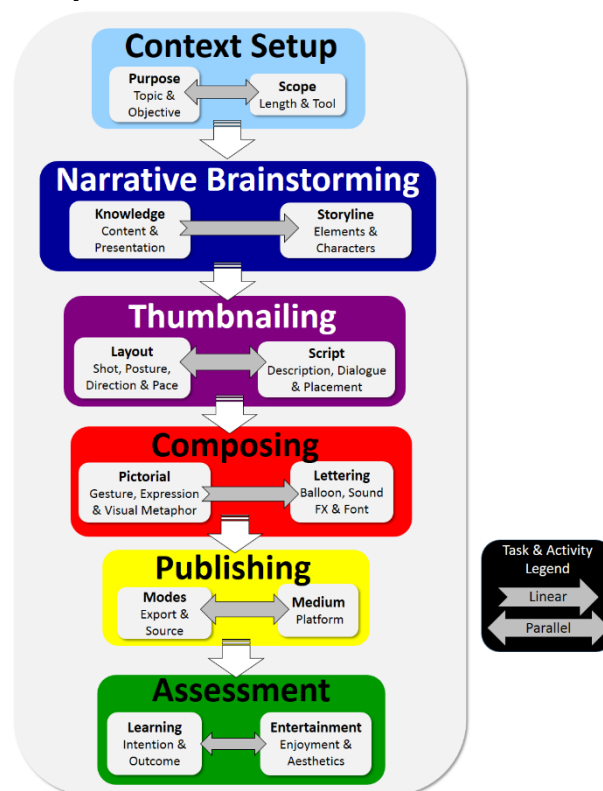 Context Setup
Purpose
Topic &
Objective
Scope
Length & Tool
Narrative Brainstorming
Knowledge
Content &
Presentation
Storyline
Elements &
Characters
Thumbnailing
Layout
Shot, Posture,
Direction & Pace
Script
Description, Dialogue
& Placement
Composing
Pictorial
Gesture, Expression
& Visual Metaphor
Lettering
Balloon, Sound
FX & Font
Publishing
Modes
Export &
Source
Medium
Platform
Assessment
Learning
Intention &
Outcome
Entertainment
Enjoyment &
Aesthetics
Task & Activity
Legend
Linear
Parallel